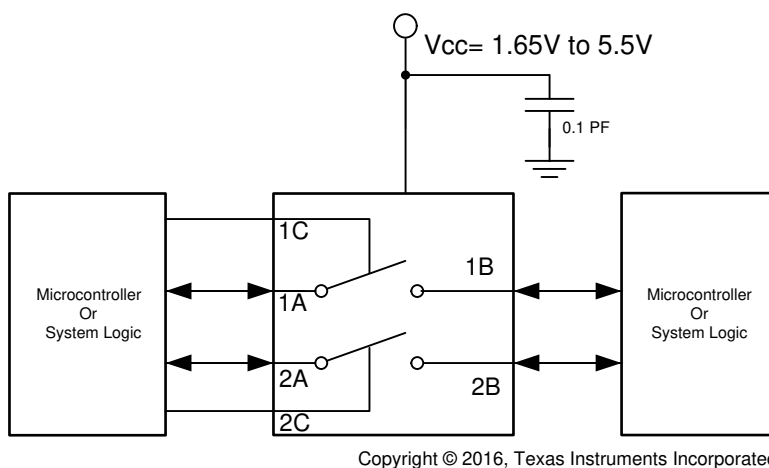 Vcc= 1.65V to 5.5V
0.1 PF
Microcontroller
Or
System Logic
1C
1A
1B
2A
2B
2C
Microcontroller
Or
System Logic
Copyright © 2016, Texas Instruments Incorporated